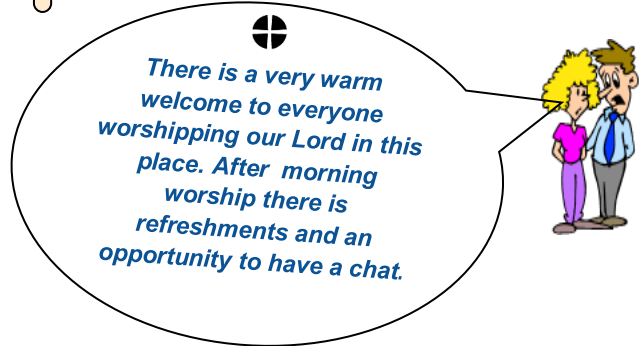 There is a very warm
welcome to everyone
worshipping our Lord in this
place. After  morning
worship there is
refreshments and an
opportunity to have a chat.